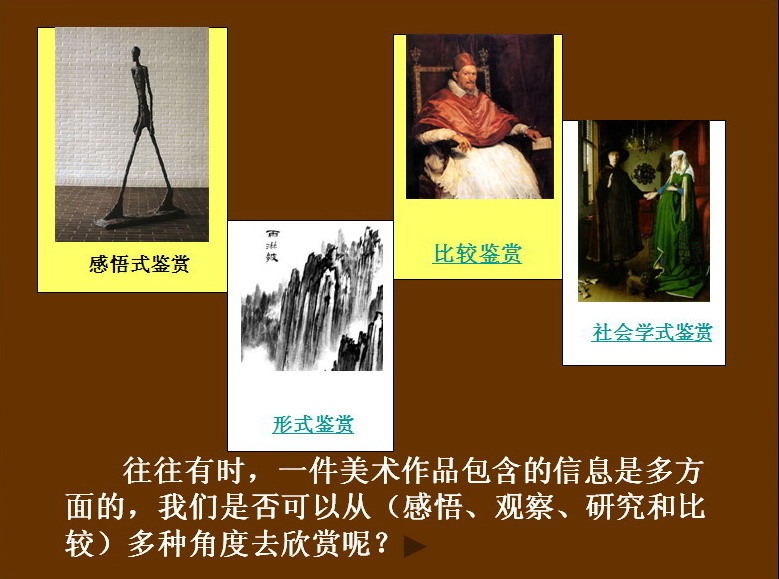 感悟式鉴赏
雨淋皴
形式鉴赏
比较鉴赏
社会学式鉴赏
往往有时，一件美术作品包含的信息是多方
面的，我们是否可以从（感悟、观察、研究和比
较）多种角度去欣赏呢？